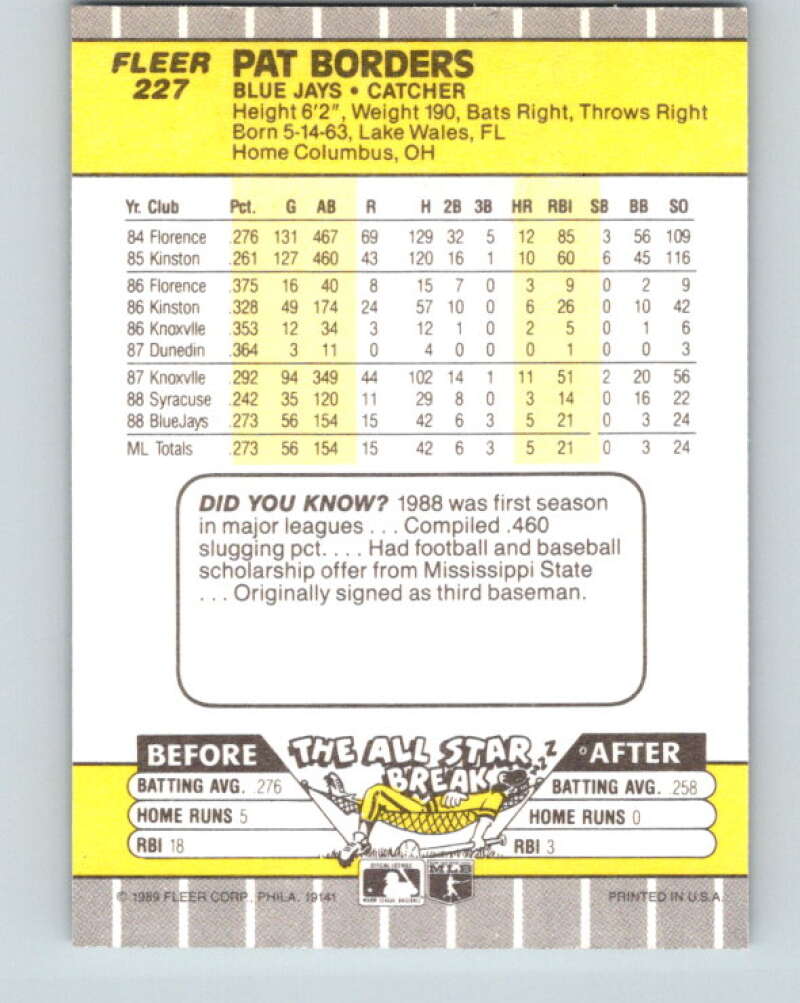 FLEER PAT BORDERS
227 BLUE JAYS • CATCHER
Height 6'2", Weight 190, Bats Right, Throws Right
Born 5-14-63, Lake Wales, FL
Home Columbus, OH
Yr. Club Pct. G AB R H 2B 3B HR RBI SB BB SO
84 Florence .276 131 467 69 129 32 5 12 85 3 56 109
85 Kinston .261 127 460 43 120 16 1 10 60 6 45 116
86 Florence .375 16 40 8 15 7 0 3 9 0 2 9
86 Kinston .328 49 174 24 57 10 0 6 26 0 10 42
86 Knoxvlle .353 12 34 3 12 1 0 2 5 0 1 6
87 Dunedin .364 3 11 0 4 0 0 0 1 0 0 3
87 Knoxvlle .292 94 349 44 102 14 1 11 51 2 20 56
88 Syracuse .242 35 120 11 29 8 0 3 14 0 16 22
88 BlueJays .273 56 154 15 42 6 3 5 21 0 3 24
ML Totals .273 56 154 15 42 6 3 5 21 0 3 24
DID YOU KNOW? 1988 was first season
in major leagues . . . Compiled .460
slugging pct. . . . Had football and baseball
scholarship offer from Mississippi State
. . . Originally signed as third baseman.
BEFORE THE ALL STAR BREAK ZZZ AFTER
BATTING AVG. .276 BATTING AVG. .258
HOME RUNS 5 HOME RUNS 0
RBI 18 RBI 3
MLB
© 1989 FLEER CORP., PHILA. 19141 PRINTED IN U.S.A.